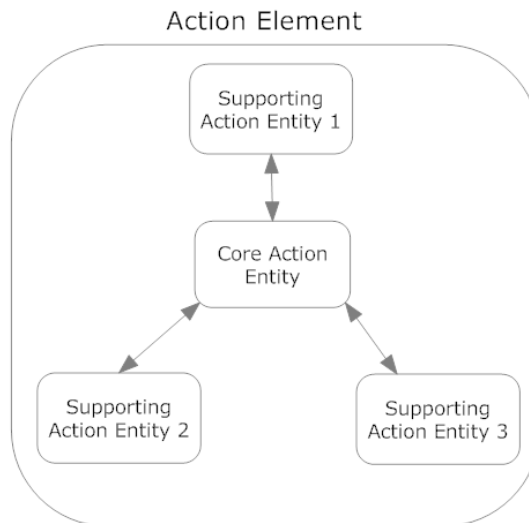 Action Element
Supporting
Action Entity 1
Core Action
Entity
Supporting
Action Entity 2
Supporting
Action Entity 3